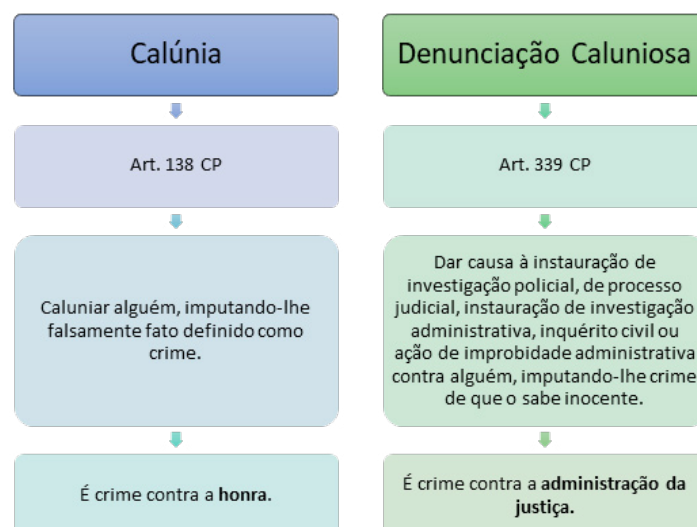 Calúnia
Art. 138 CP
Caluniar alguém, imputando-lhe
falsamente fato definido como
crime.
É crime contra a honra.
Denunciação Caluniosa
Art. 339 CP
Dar causa à instauração de
investigação policial, de processo
judicial, instauração de investigação
administrativa, inquérito civil ou
ação de improbidade administrativa
contra alguém, imputando-lhe crime
de que o sabe inocente.
É crime contra a administração da
justiça.